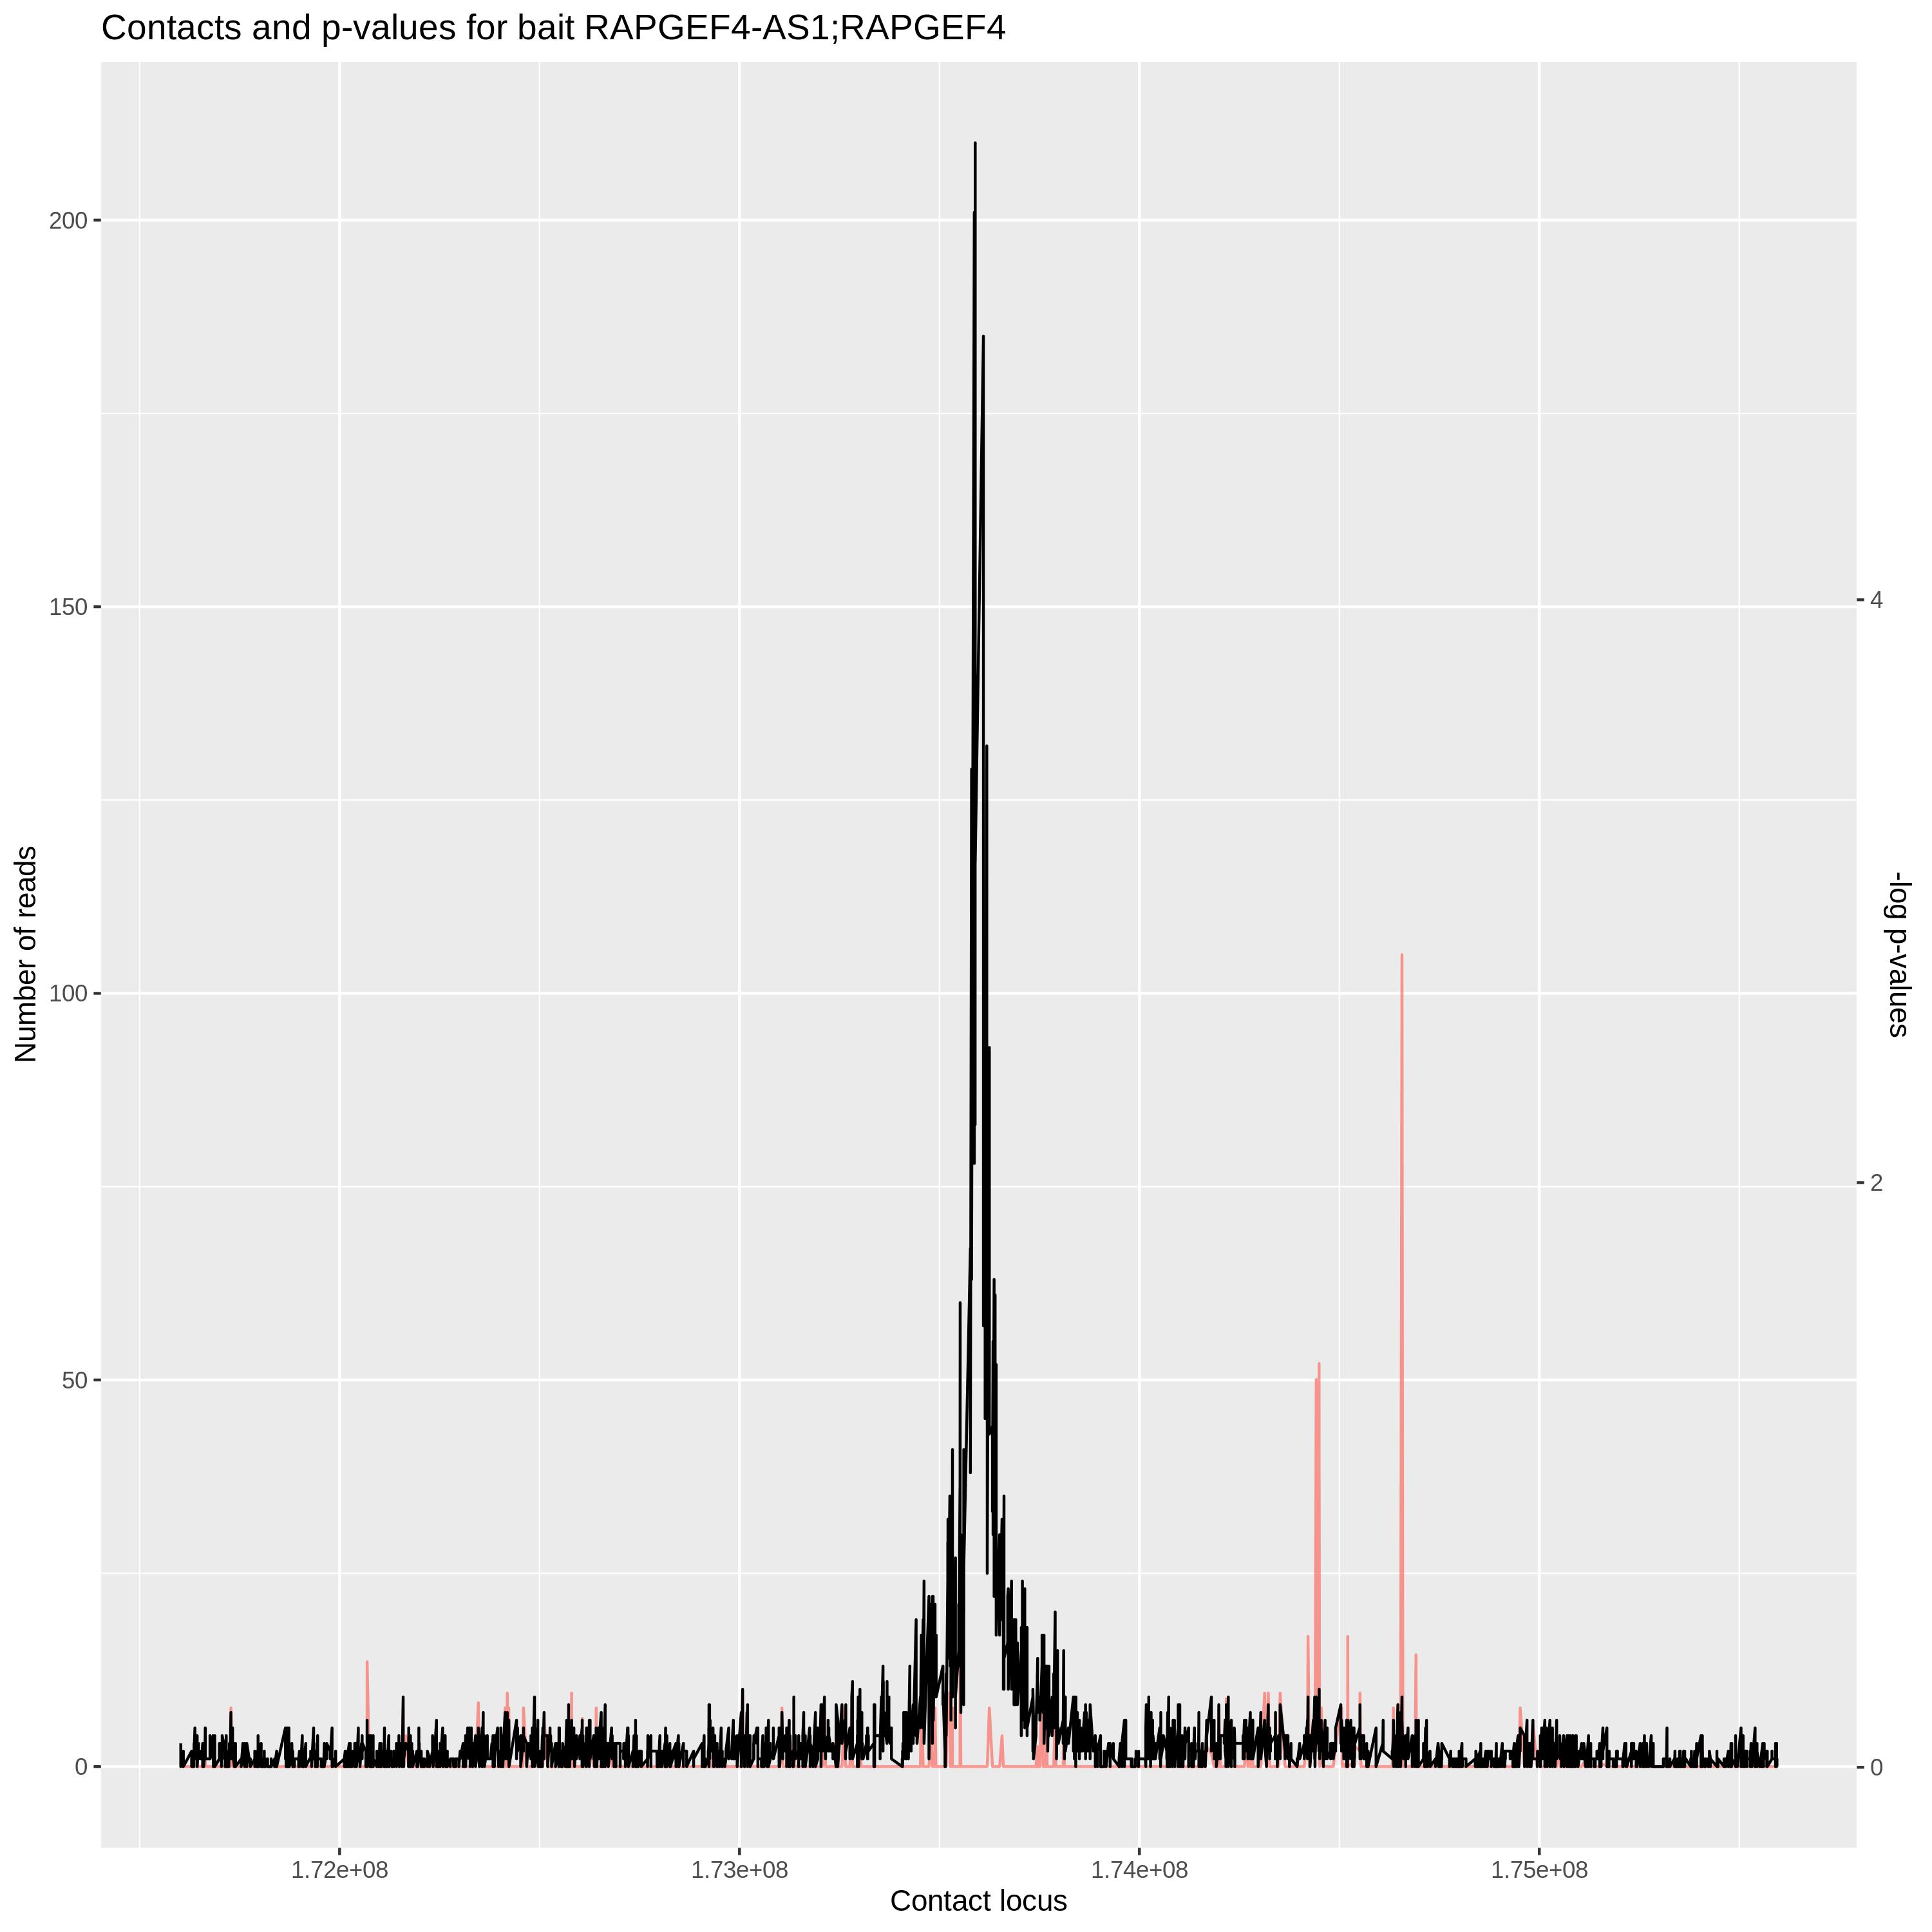 Contacts and p-values for bait RAPGEF4-AS1;RAPGEF4
200
150
100
50
0
Number of reads
4
2
0
-log p-values
1.72e+08
1.73e+08
1.74e+08
1.75e+08
Contact locus